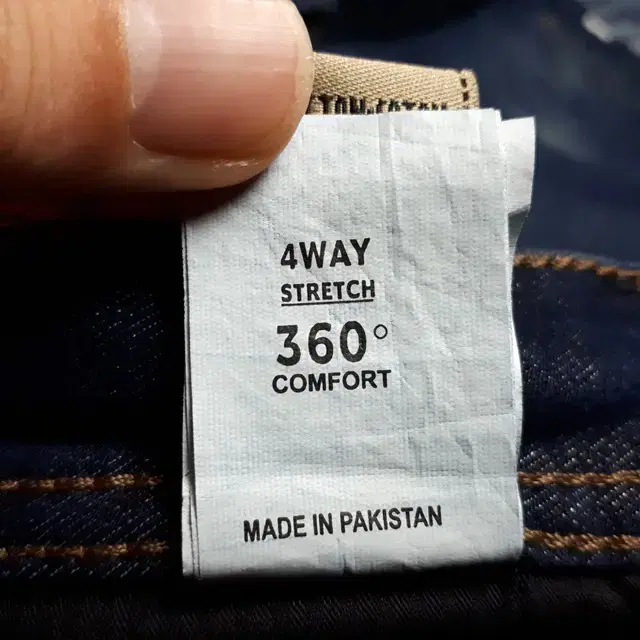 4WAY
STRETCH
360°
COMFORT
MADE IN PAKISTAN